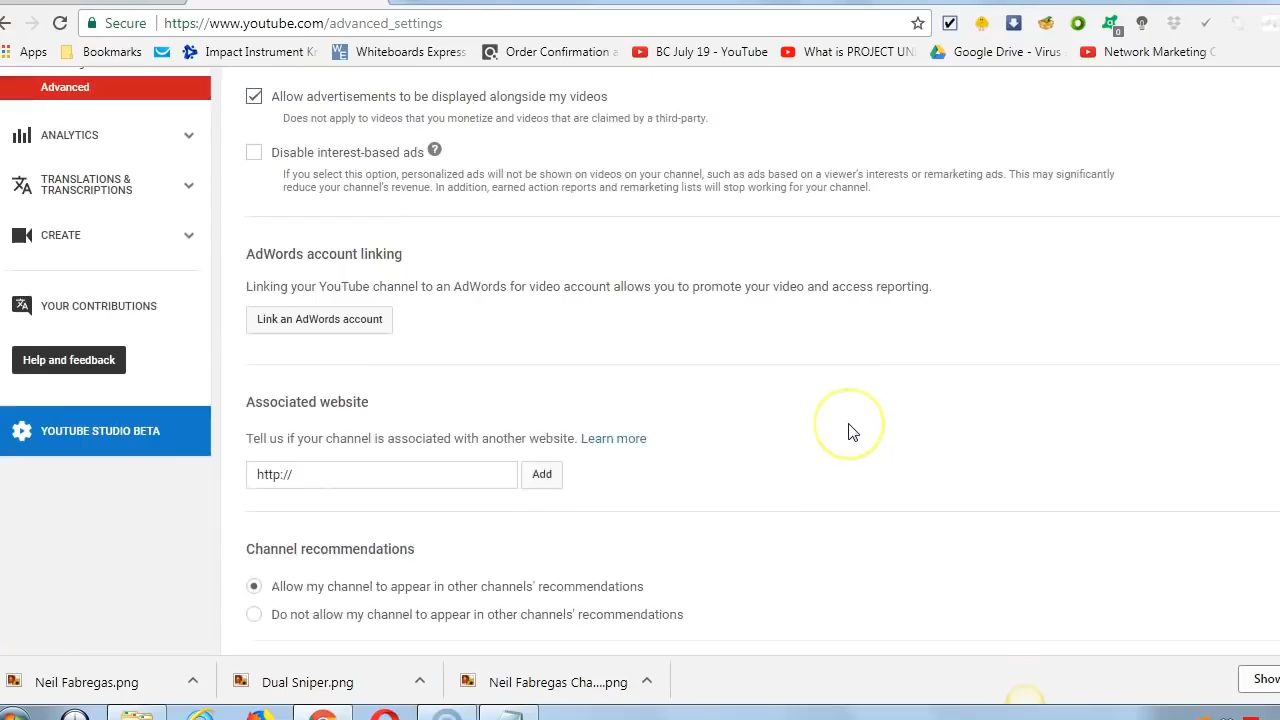 Secure https://www.youtube.com/advanced_settings
0
Apps Bookmarks Impact Instrument Kr Whiteboards Express Order Confirmation a BC July 19 - YouTube What is PROJECT UN Google Drive - Virus Network Marketing C
Advanced
ANALYTICS
TRANSLATIONS &
TRANSCRIPTIONS
CREATE
YOUR CONTRIBUTIONS
Help and feedback
YOUTUBE STUDIO BETA
Allow advertisements to be displayed alongside my videos
Does not apply to videos that you monetize and videos that are claimed by a third-party.
Disable interest-based ads ?
If you select this option, personalized ads will not be shown on videos on your channel, such as ads based on a viewer's interests or remarketing ads. This may significantly
reduce your channel's revenue. In addition, earned action reports and remarketing lists will stop working for your channel.
AdWords account linking
Linking your YouTube channel to an AdWords for video account allows you to promote your video and access reporting.
Link an AdWords account
Associated website
Tell us if your channel is associated with another website. Learn more
http:// Add
Channel recommendations
Allow my channel to appear in other channels' recommendations
Do not allow my channel to appear in other channels' recommendations
Neil Fabregas.png Dual Sniper.png Neil Fabregas Cha....png Show